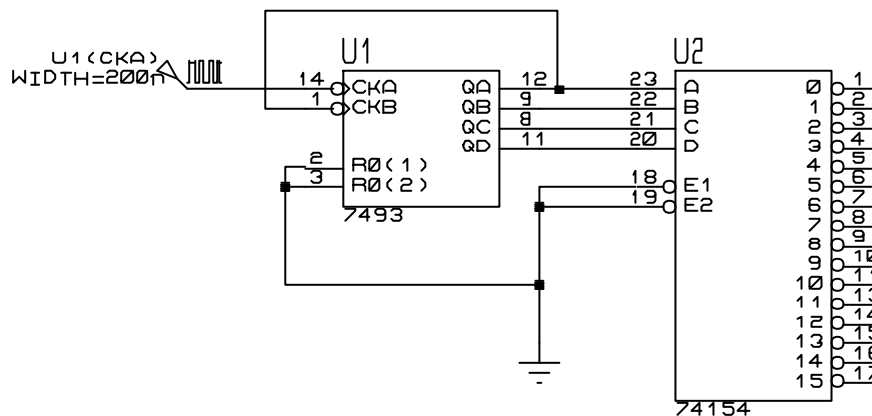 U1
U2
U1(CKA)
WIDTH=200n
14 CKA QA 12 23 A 0 1
1 CKB QB 9 22 B 1 2
QC 8 21 C 2 3
QD 11 20 D 3 4
2 R0(1) 4 5
3 R0(2) 18 E1 5 6
19 E2 6 7
7493
7 8
8 9
9 10
10 11
11 13
12 14
13 15
14 16
15 17
74154